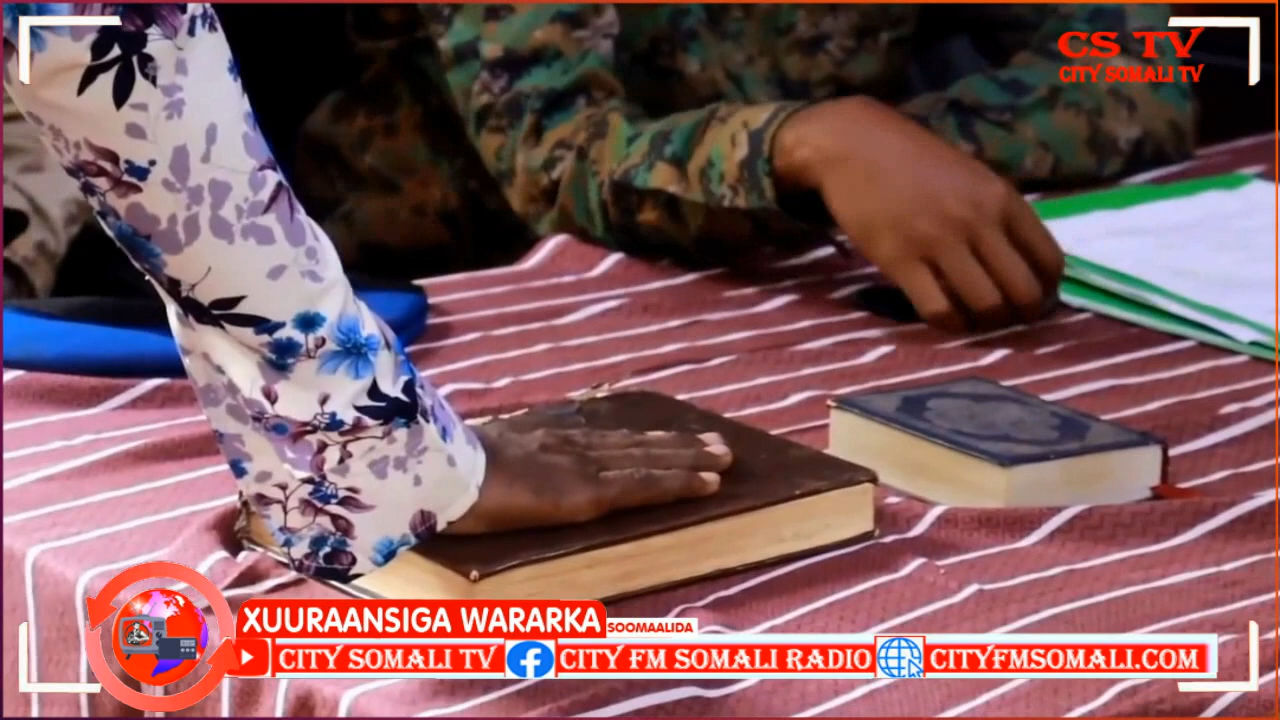 CS TV
CITY SOMALI TV
XUURAANSIGA WARARKA
SOOMAALIDA
CITY SOMALI TV
CITY FM SOMALI RADIO
CITYFMSOMALI.COM